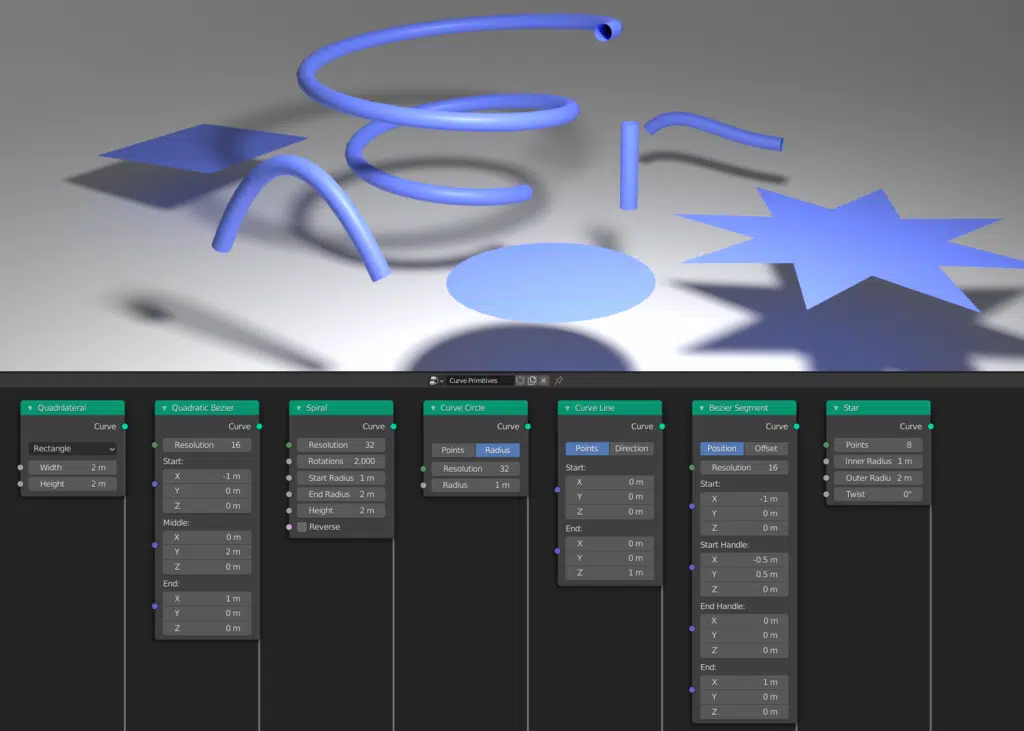 Curve Primitives
Quadrilateral
Curve
Rectangle
Width 2 m
Height 2 m
Quadratic Bezier
Curve
Resolution 16
Start:
X -1 m
Y 0 m
Z 0 m
Middle:
X 0 m
Y 2 m
Z 0 m
End:
X 1 m
Y 0 m
Z 0 m
Spiral
Curve
Resolution 32
Rotations 2.000
Start Radius 1 m
End Radius 2 m
Height 2 m
Reverse
Curve Circle
Curve
Points Radius
Resolution 32
Radius 1 m
Curve Line
Curve
Points Direction
Start:
X 0 m
Y 0 m
Z 0 m
End:
X 0 m
Y 0 m
Z 1 m
Bezier Segment
Curve
Position Offset
Resolution 16
Start:
X -1 m
Y 0 m
Z 0 m
Start Handle:
X -0.5 m
Y 0.5 m
Z 0 m
End Handle:
X 0 m
Y 0 m
Z 0 m
End:
X 1 m
Y 0 m
Z 0 m
Star
Curve
Points 8
Inner Radius 1 m
Outer Radiu 2 m
Twist 0°